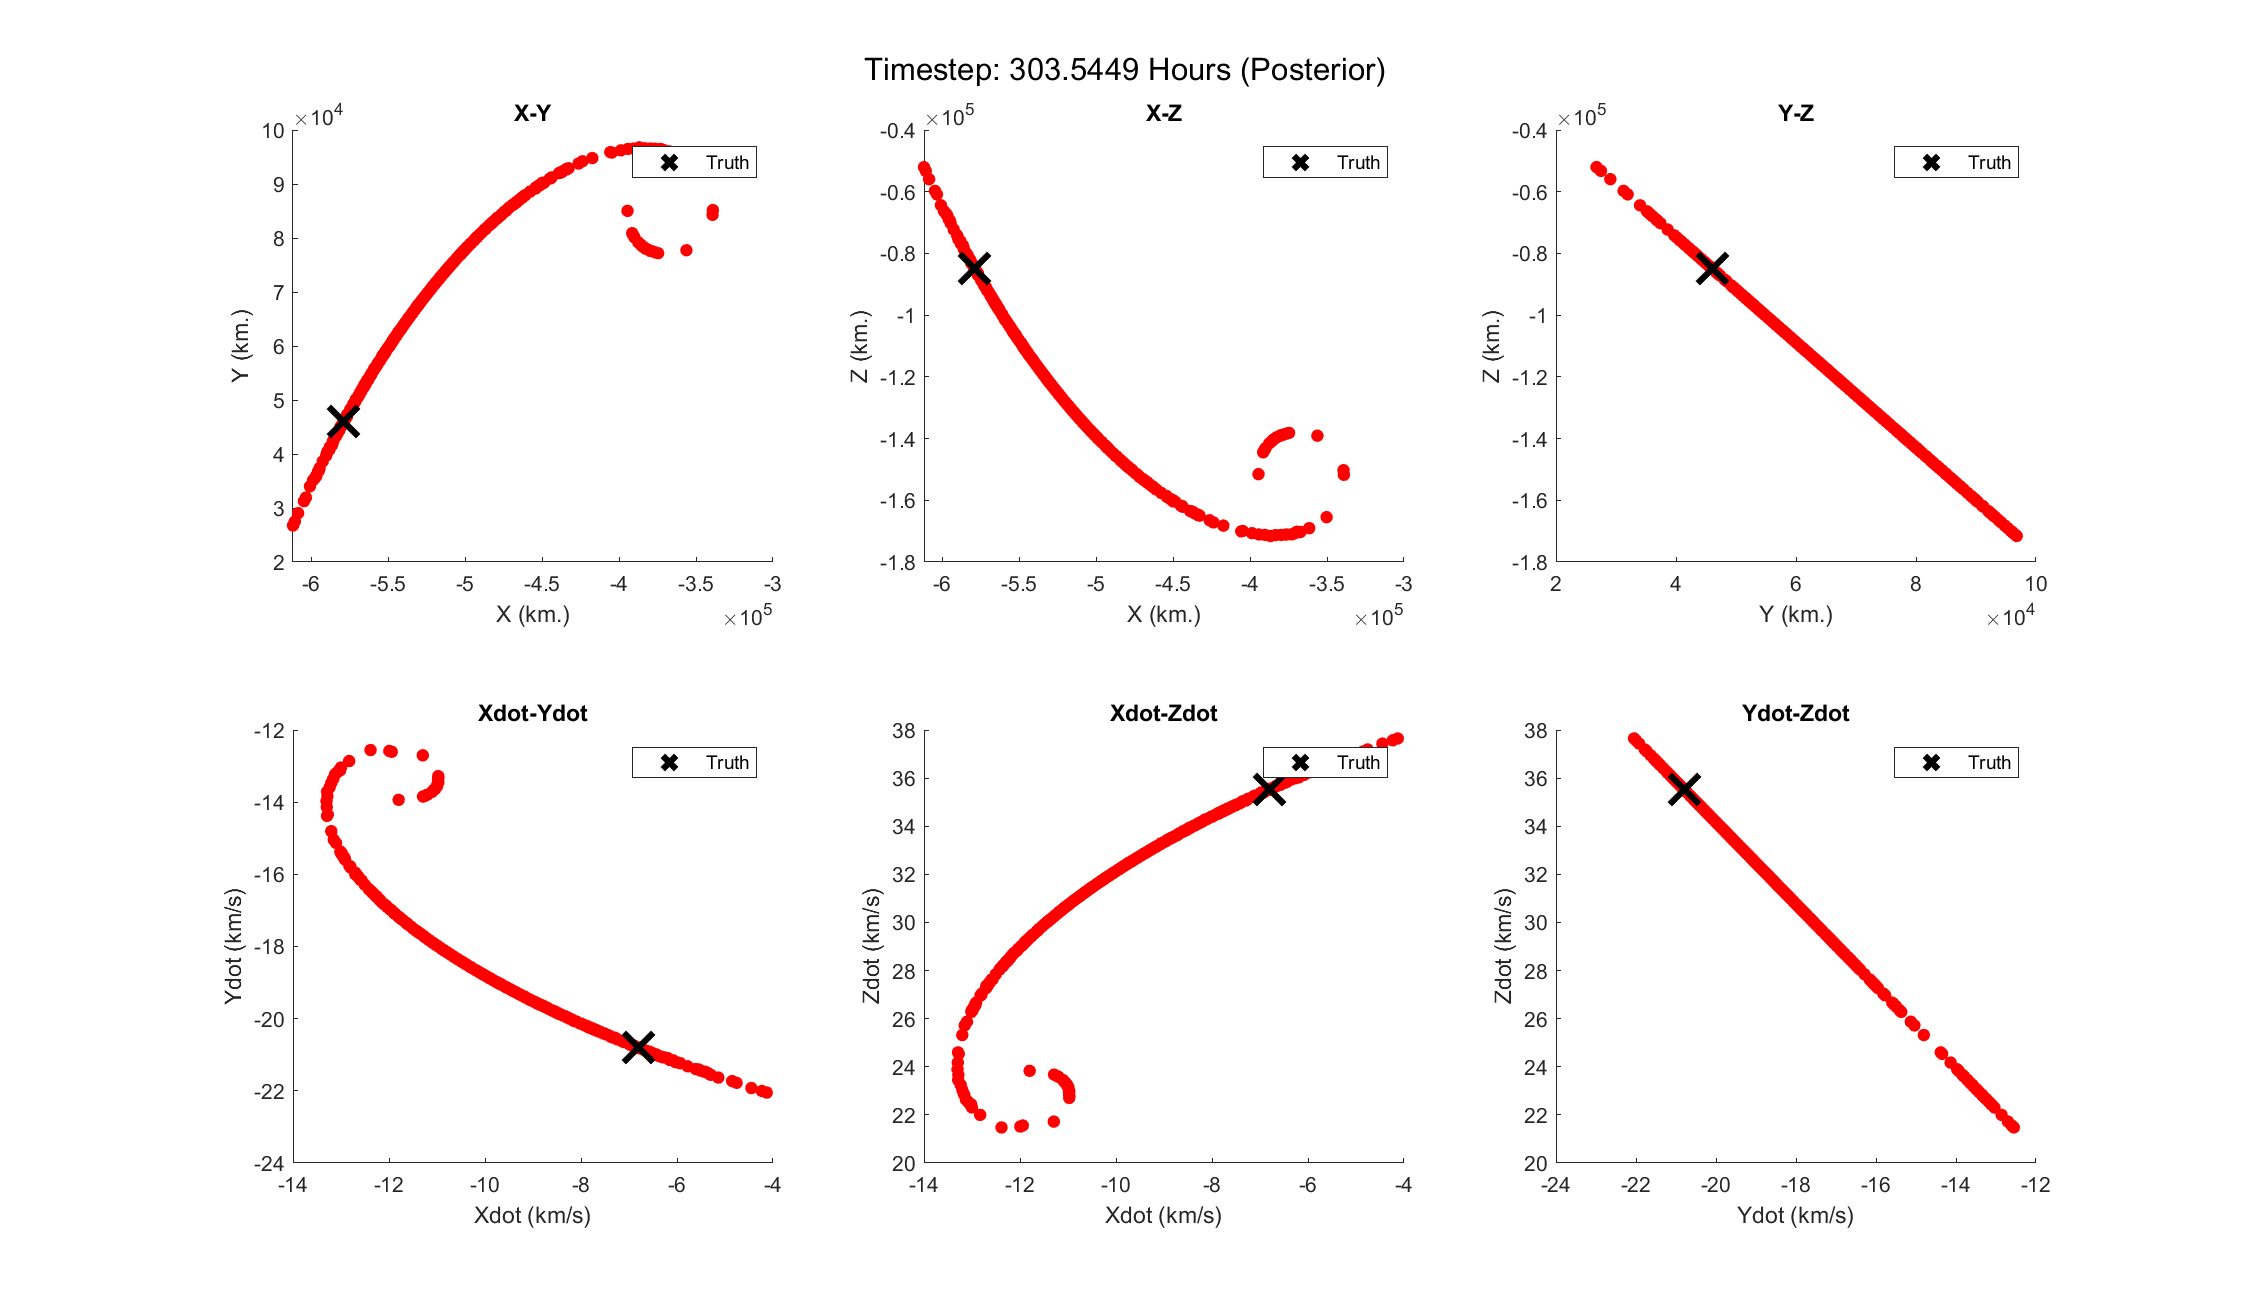 Timestep: 303.5449 Hours (Posterior)
X-Y
×10⁴
10
9
8
7
6
5
4
3
2
Y (km.)
-6 -5.5 -5 -4.5 -4 -3.5 -3
X (km.)
×10⁵
Truth
X-Z
×10⁵
-0.4
-0.6
-0.8
-1
-1.2
-1.4
-1.6
-1.8
Z (km.)
-6 -5.5 -5 -4.5 -4 -3.5 -3
X (km.)
×10⁵
Truth
Y-Z
×10⁵
-0.4
-0.6
-0.8
-1
-1.2
-1.4
-1.6
-1.8
Z (km.)
2 4 6 8 10
Y (km.)
×10⁴
Truth
Xdot-Ydot
-12
-14
-16
-18
-20
-22
-24
Ydot (km/s)
-14 -12 -10 -8 -6 -4
Xdot (km/s)
Truth
Xdot-Zdot
38
36
34
32
30
28
26
24
22
20
Zdot (km/s)
-14 -12 -10 -8 -6 -4
Xdot (km/s)
Truth
Ydot-Zdot
38
36
34
32
30
28
26
24
22
20
Zdot (km/s)
-24 -22 -20 -18 -16 -14 -12
Ydot (km/s)
Truth